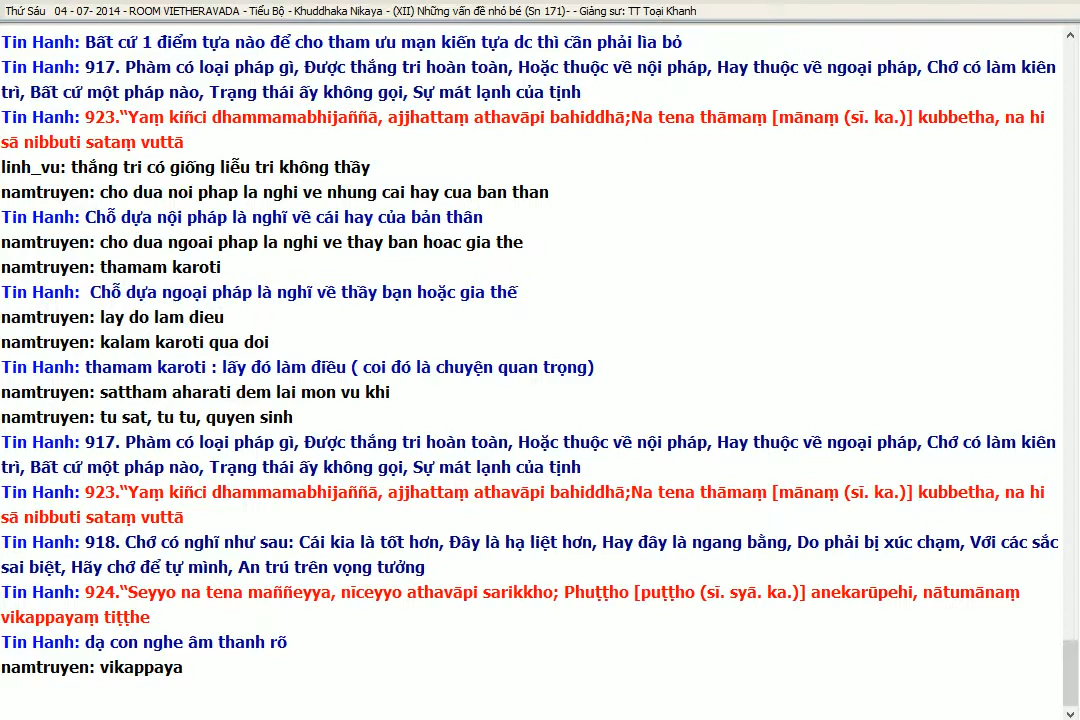 Thứ Sáu   04 - 07- 2014 - ROOM VIETHERAVADA - Tiểu Bộ - Khuddhaka Nikaya - (XII) Những vấn đề nhỏ bé (Sn 171)- - Giảng sư: TT Toại Khanh
Tin Hanh: Bất cứ 1 điểm tựa nào để cho tham ưu mạn kiến tựa dc thì cần phải lìa bỏ
Tin Hanh: 917. Phàm có loại pháp gì, Được thắng tri hoàn toàn, Hoặc thuộc về nội pháp, Hay thuộc về ngoại pháp, Chớ có làm kiên
trì, Bất cứ một pháp nào, Trạng thái ấy không gọi, Sự mát lạnh của tịnh
Tin Hanh: 923.“Yaṃ kiñci dhammamabhijaññā, ajjhattaṃ athavāpi bahiddhā;Na tena thāmaṃ [mānaṃ (sī. ka.)] kubbetha, na hi
sā nibbuti sataṃ vuttā
linh_vu: thắng tri có giống liễu tri không thầy
namtruyen: cho dua noi phap la nghi ve nhung cai hay cua ban than
Tin Hanh: Chỗ dựa nội pháp là nghĩ về cái hay của bản thân
namtruyen: cho dua ngoai phap la nghi ve thay ban hoac gia the
namtruyen: thamam karoti
Tin Hanh:  Chỗ dựa ngoại pháp là nghĩ về thầy bạn hoặc gia thế
namtruyen: lay do lam dieu
namtruyen: kalam karoti qua doi
Tin Hanh: thamam karoti : lấy đó làm điều ( coi đó là chuyện quan trọng)
namtruyen: sattham aharati dem lai mon vu khi
namtruyen: tu sat, tu tu, quyen sinh
Tin Hanh: 917. Phàm có loại pháp gì, Được thắng tri hoàn toàn, Hoặc thuộc về nội pháp, Hay thuộc về ngoại pháp, Chớ có làm kiên
trì, Bất cứ một pháp nào, Trạng thái ấy không gọi, Sự mát lạnh của tịnh
Tin Hanh: 923.“Yaṃ kiñci dhammamabhijaññā, ajjhattaṃ athavāpi bahiddhā;Na tena thāmaṃ [mānaṃ (sī. ka.)] kubbetha, na hi
sā nibbuti sataṃ vuttā
Tin Hanh: 918. Chớ có nghĩ như sau: Cái kia là tốt hơn, Đây là hạ liệt hơn, Hay đây là ngang bằng, Do phải bị xúc chạm, Với các sắc
sai biệt, Hãy chớ để tự mình, An trú trên vọng tưởng
Tin Hanh: 924.“Seyyo na tena maññeyya, nīceyyo athavāpi sarikkho; Phuṭṭho [puṭṭho (sī. syā. ka.)] anekarūpehi, nātumānaṃ
vikappayaṃ tiṭṭhe
Tin Hanh: dạ con nghe âm thanh rõ
namtruyen: vikappaya